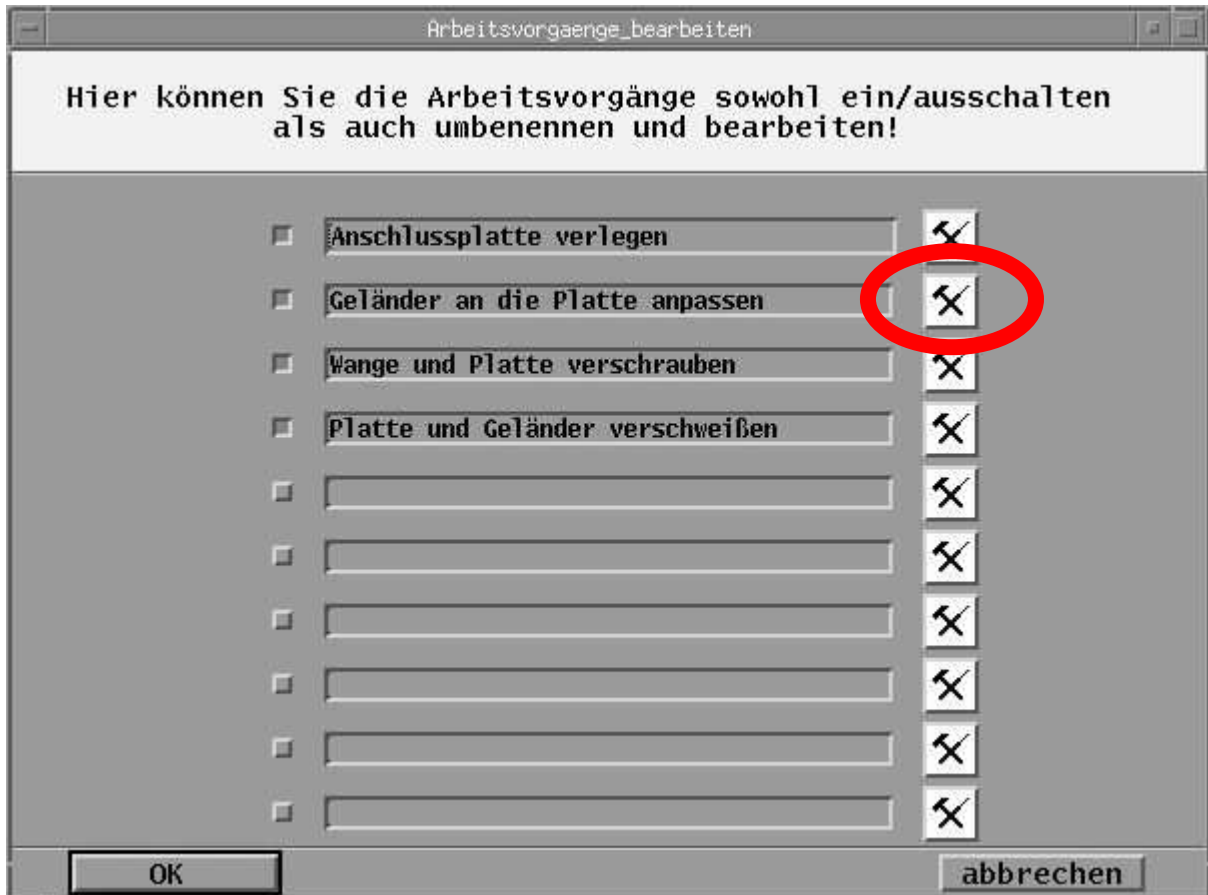 Arbeitsvorgaenge_bearbeiten
Hier können Sie die Arbeitsvorgänge sowohl ein/ausschalten
als auch umbenennen und bearbeiten!
Anschlussplatte verlegen
Geländer an die Platte anpassen
Wange und Platte verschrauben
Platte und Geländer verschweißen
OK
abbrechen